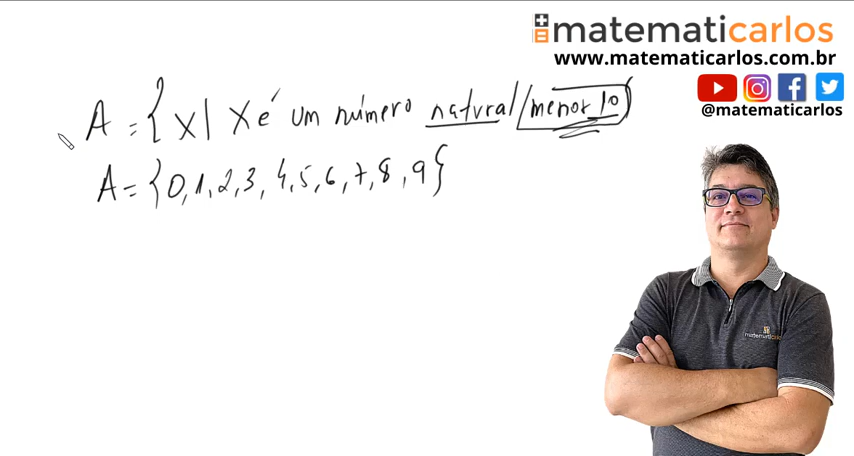 matematicarlos
www.matematicarlos.com.br
@matematicarlos
A = { x | x é um número natural / menor 10 }
A = { 0, 1, 2, 3, 4, 5, 6, 7, 8, 9 }
matematicarlos